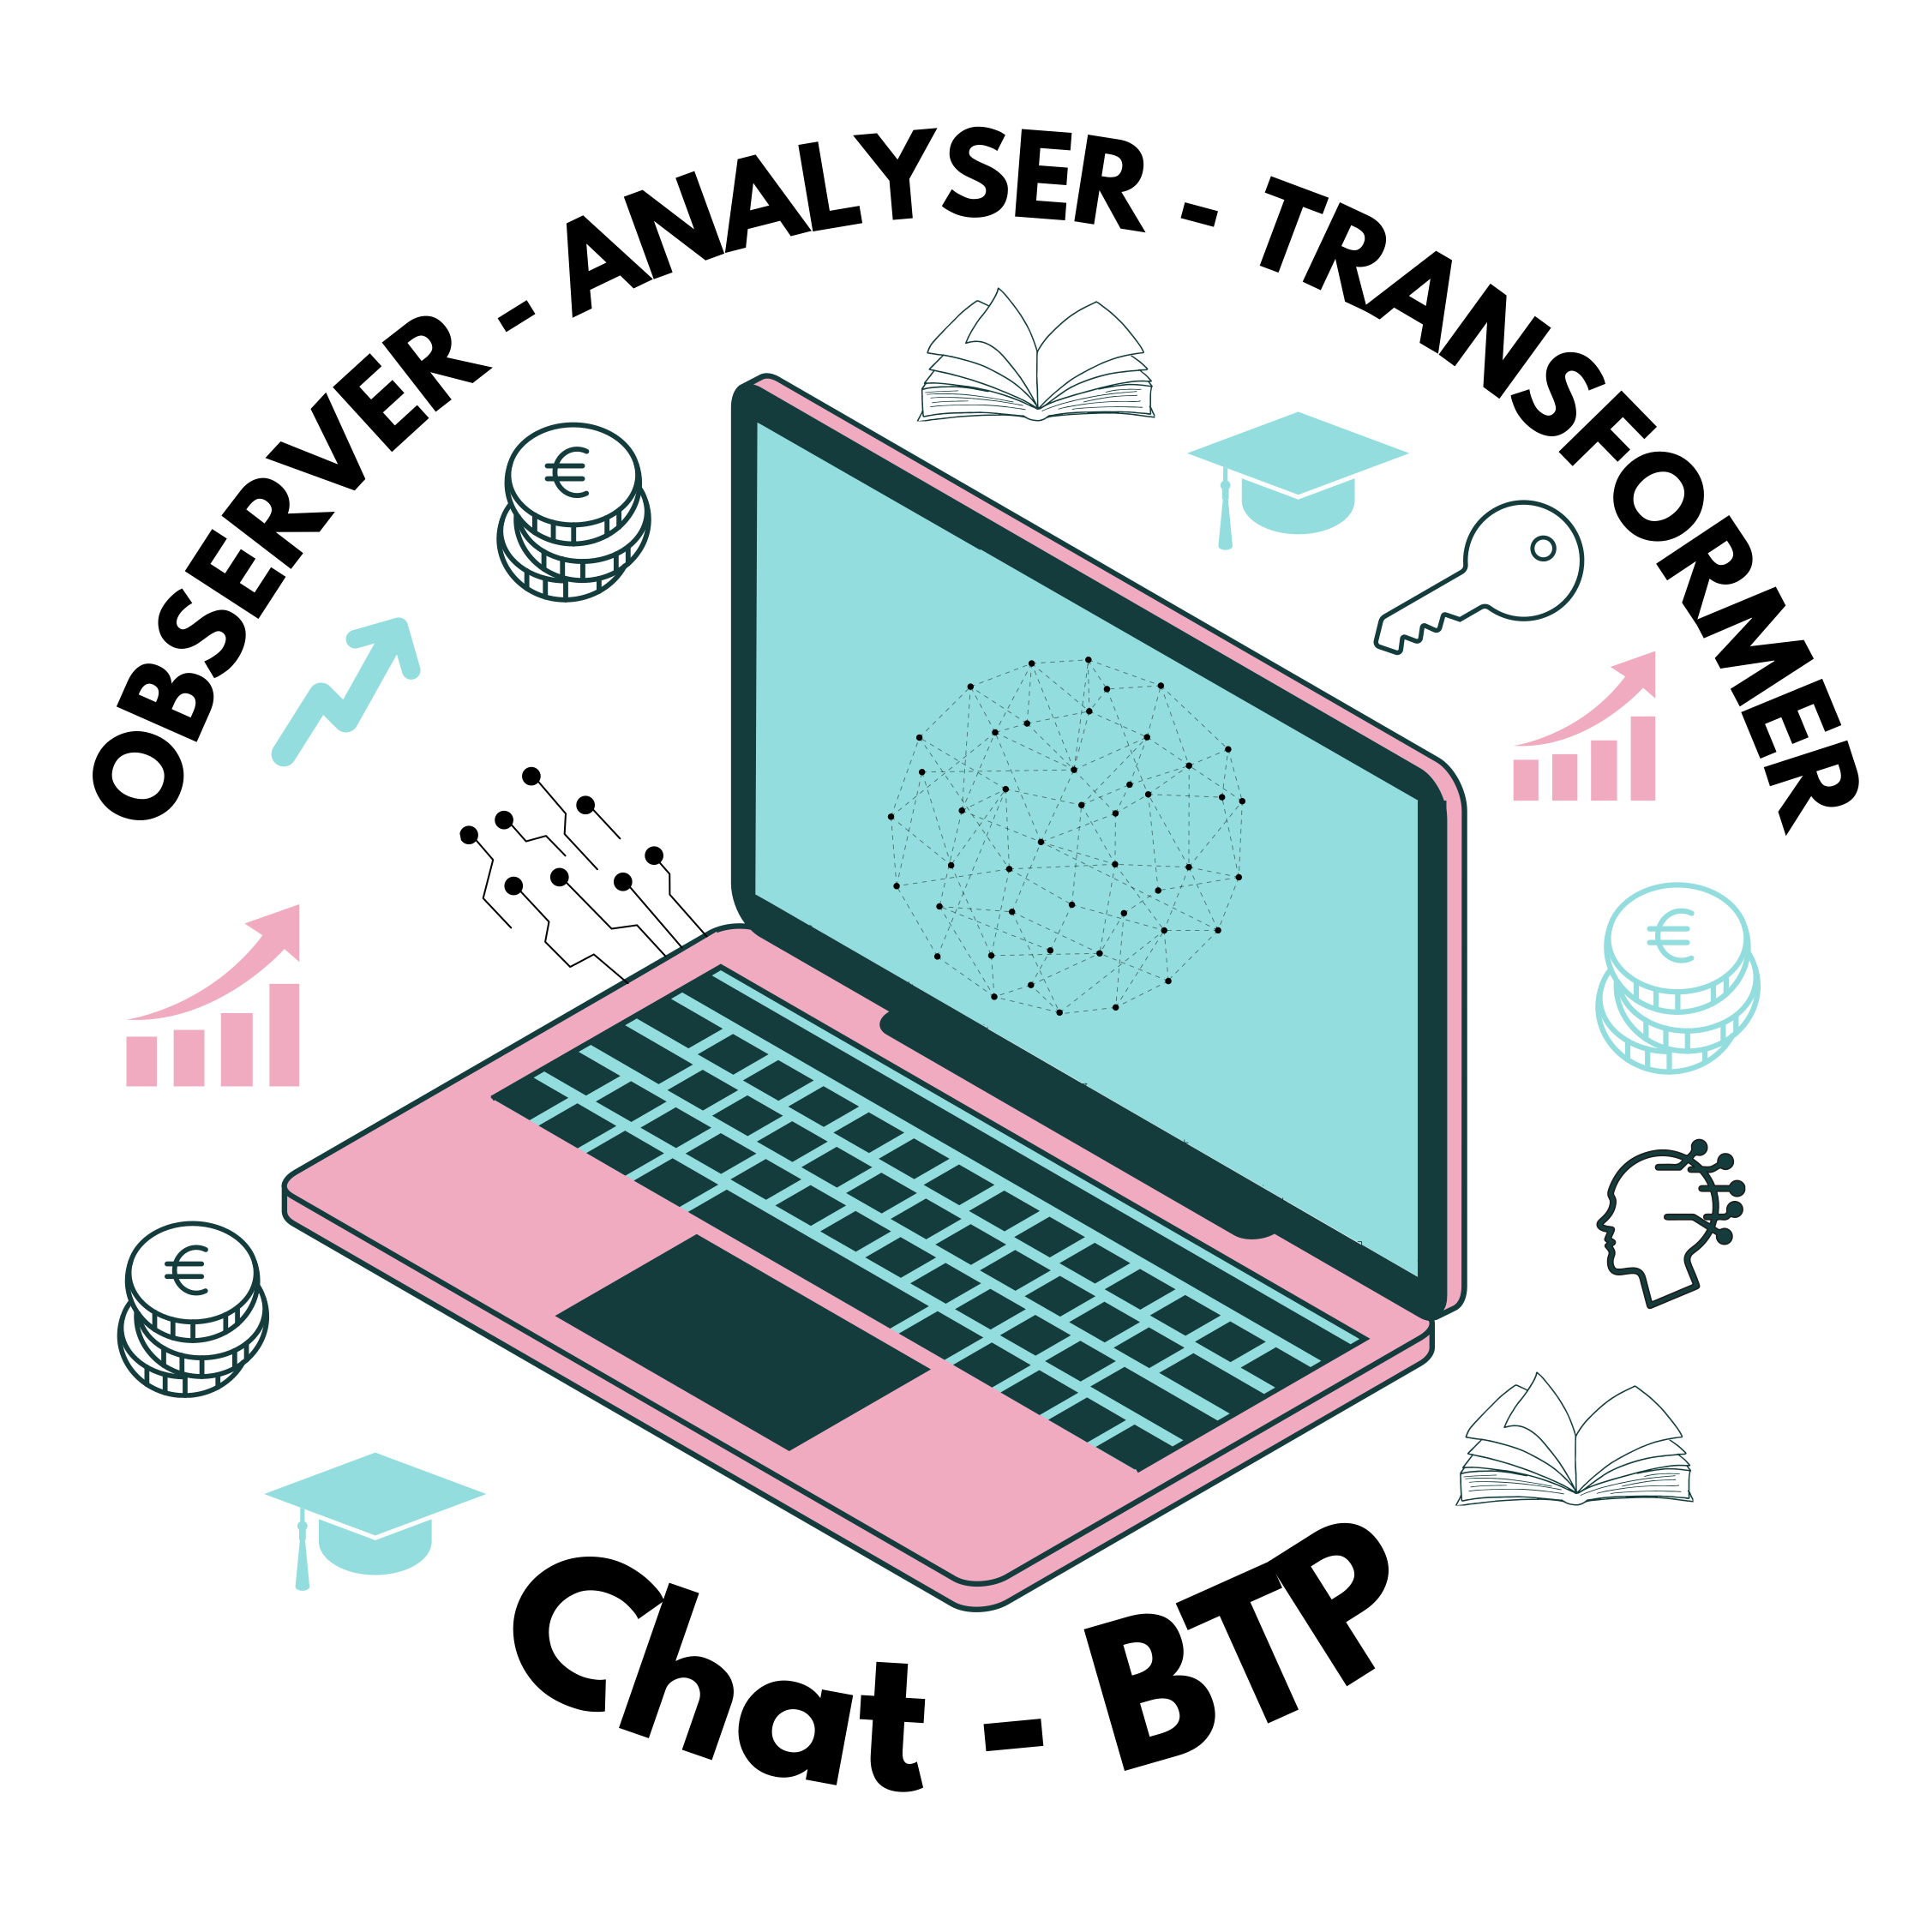 OBSERVER - ANALYSER - TRANSFORMER
Chat - BTP